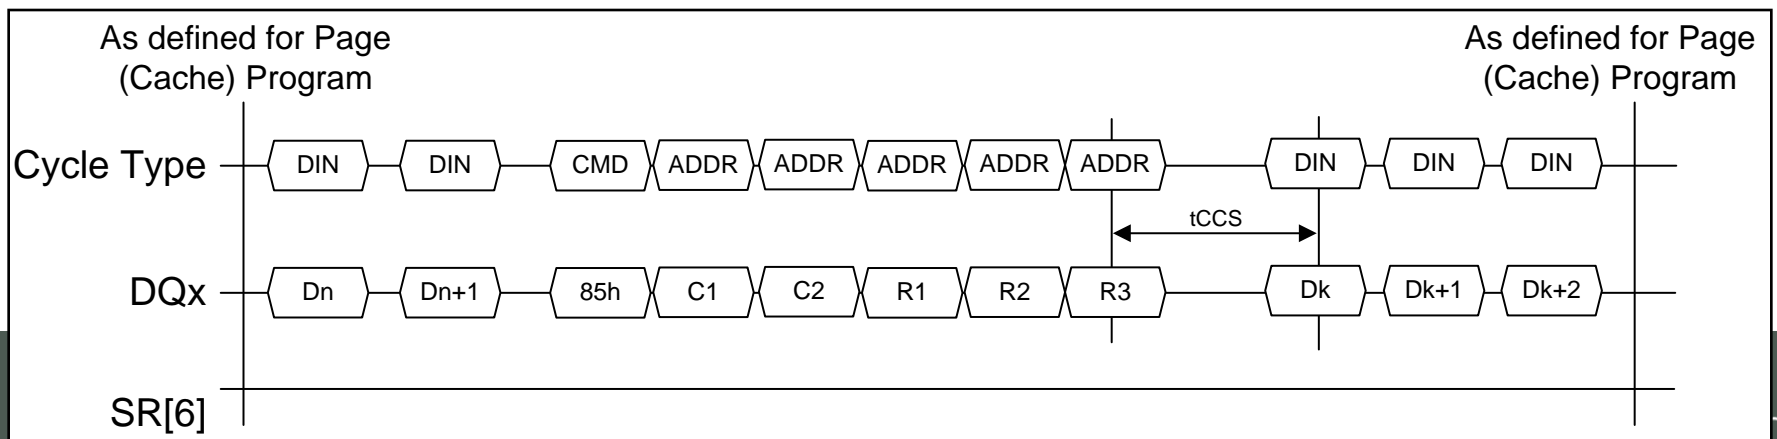 As defined for Page
(Cache) Program
As defined for Page
(Cache) Program
Cycle Type DIN DIN CMD ADDR ADDR ADDR ADDR ADDR DIN DIN DIN
tCCS
DQx Dn Dn+1 85h C1 C2 R1 R2 R3 Dk Dk+1 Dk+2
SR[6]